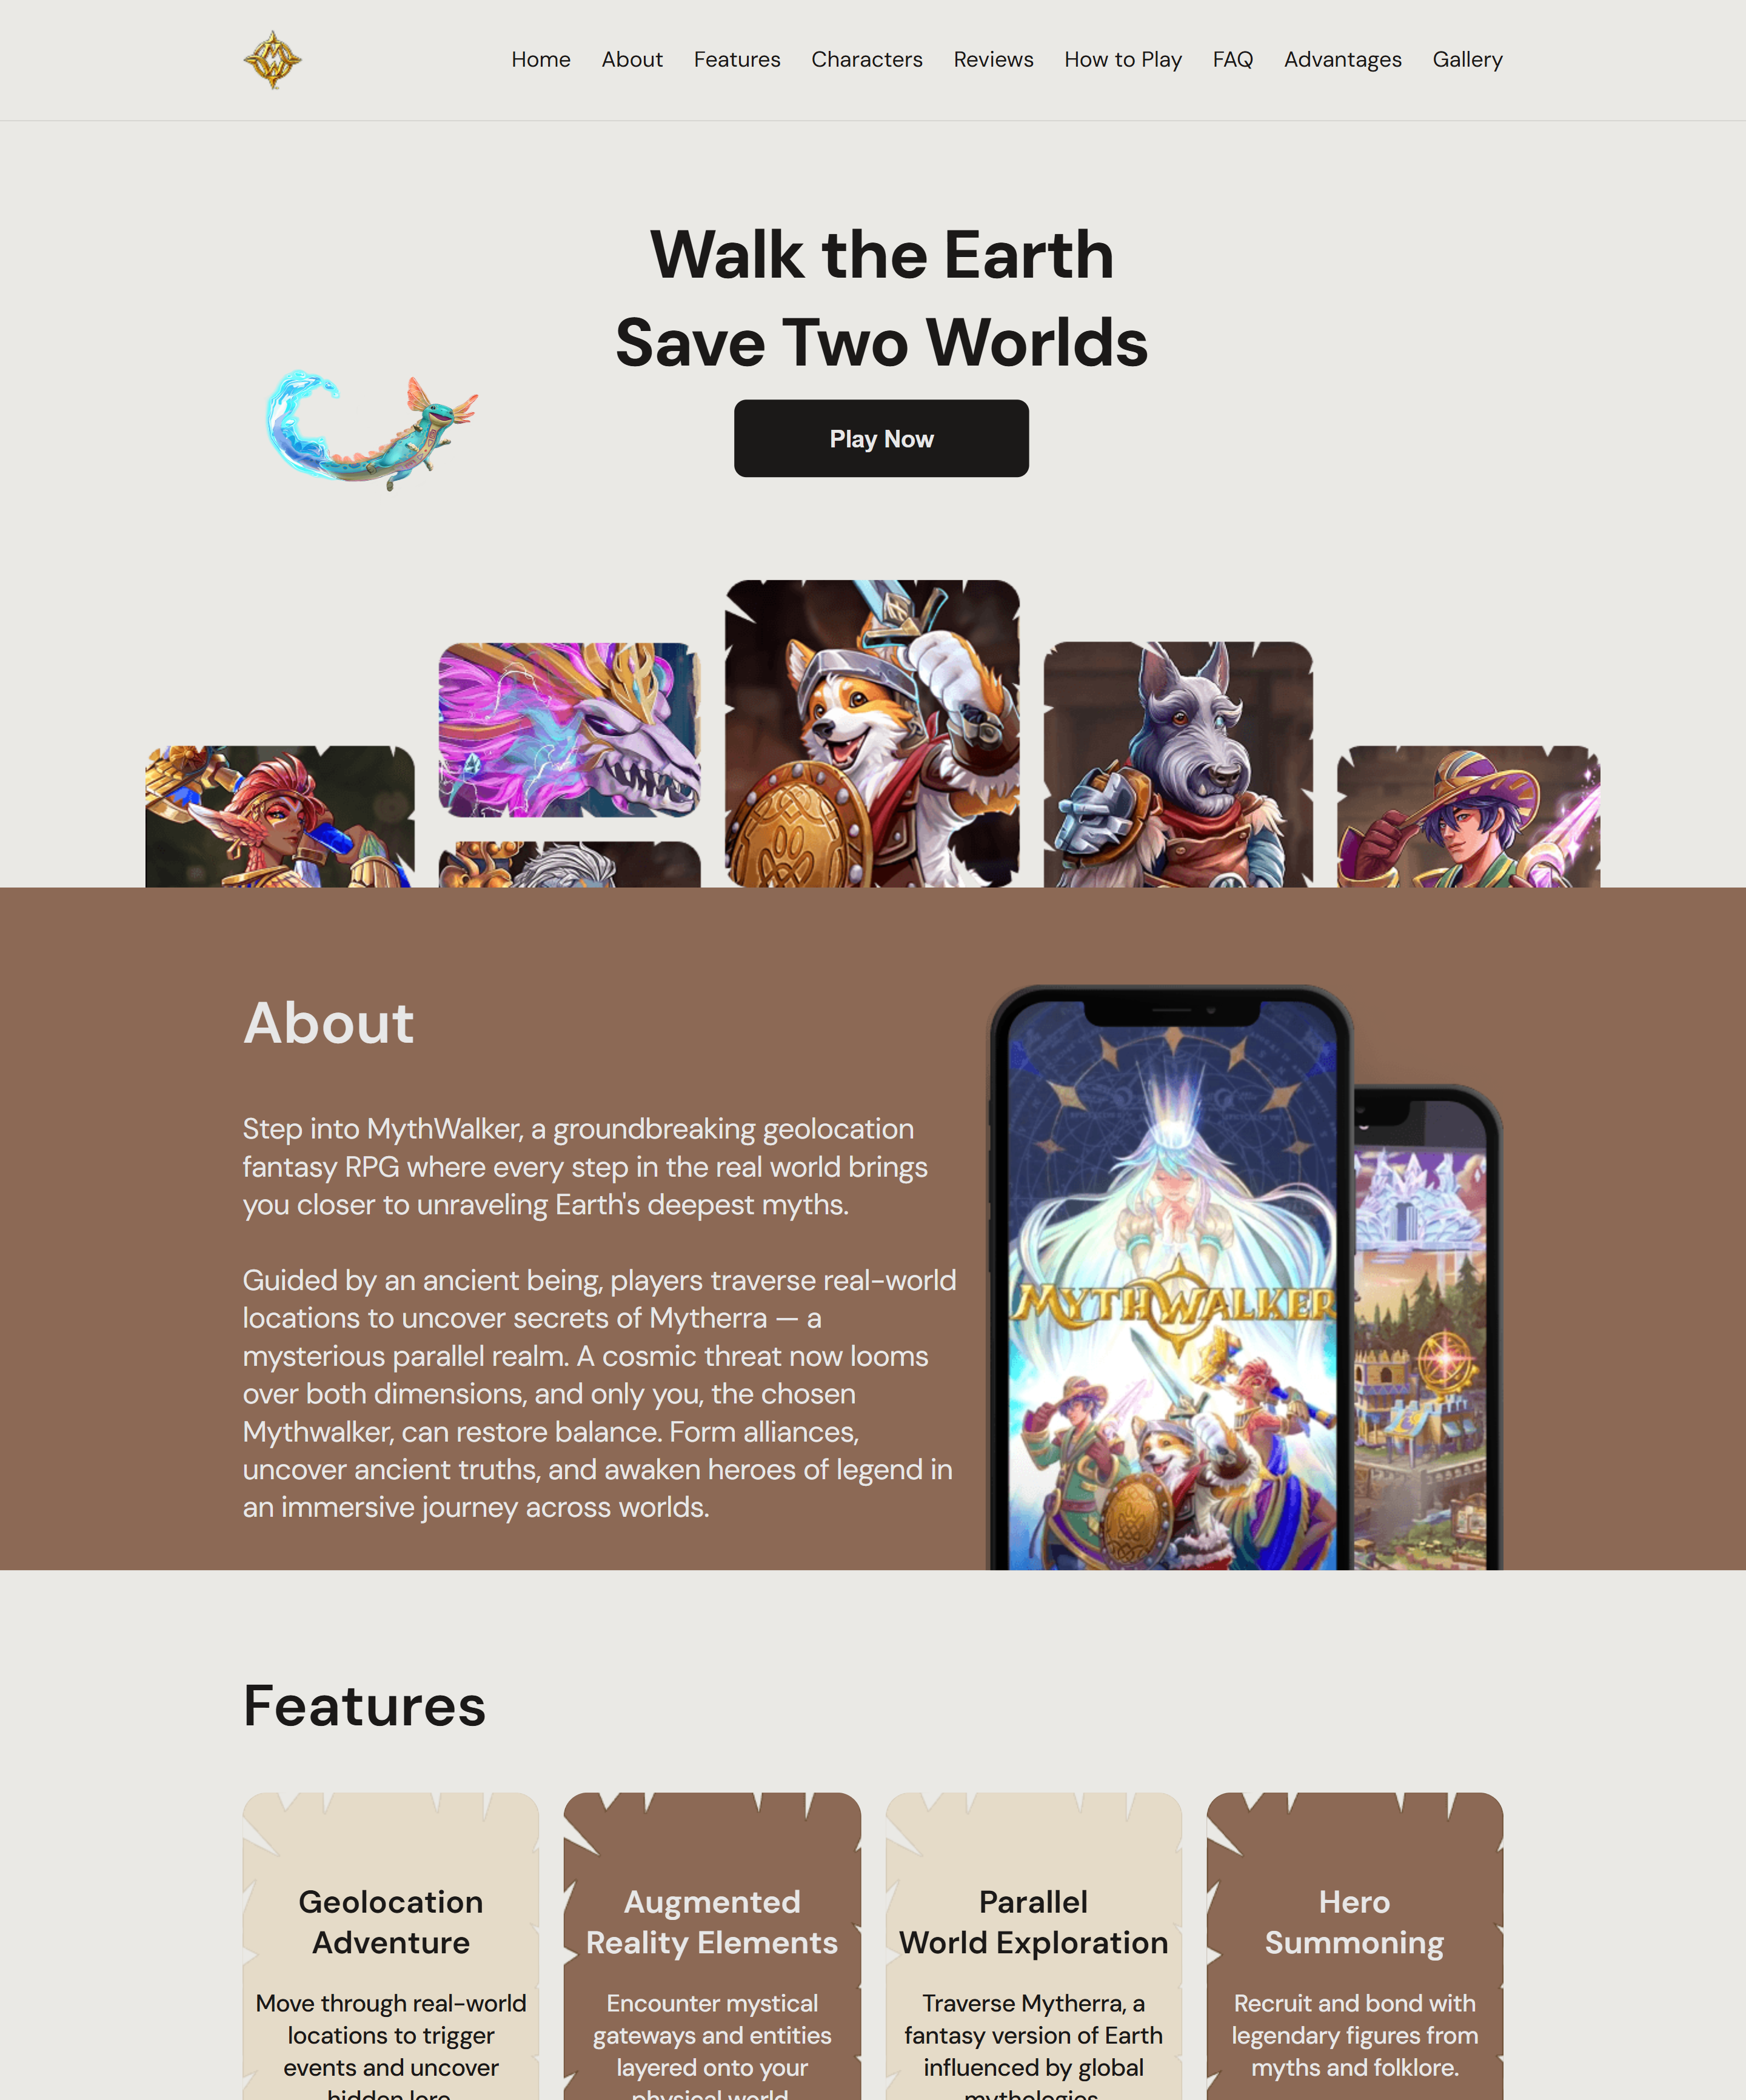 Home About Features Characters Reviews How to Play FAQ Advantages Gallery
Walk the Earth
Save Two Worlds
Play Now
About
Step into MythWalker, a groundbreaking geolocation
fantasy RPG where every step in the real world brings
you closer to unraveling Earth's deepest myths.
Guided by an ancient being, players traverse real-world
locations to uncover secrets of Mytherra — a
mysterious parallel realm. A cosmic threat now looms
over both dimensions, and only you, the chosen
Mythwalker, can restore balance. Form alliances,
uncover ancient truths, and awaken heroes of legend in
an immersive journey across worlds.
MYTHWALKER
Features
Geolocation
Adventure
Move through real-world
locations to trigger
events and uncover
hidden lore.
Augmented
Reality Elements
Encounter mystical
gateways and entities
layered onto your
physical world.
Parallel
World Exploration
Traverse Mytherra, a
fantasy version of Earth
influenced by global
mythologies.
Hero
Summoning
Recruit and bond with
legendary figures from
myths and folklore.